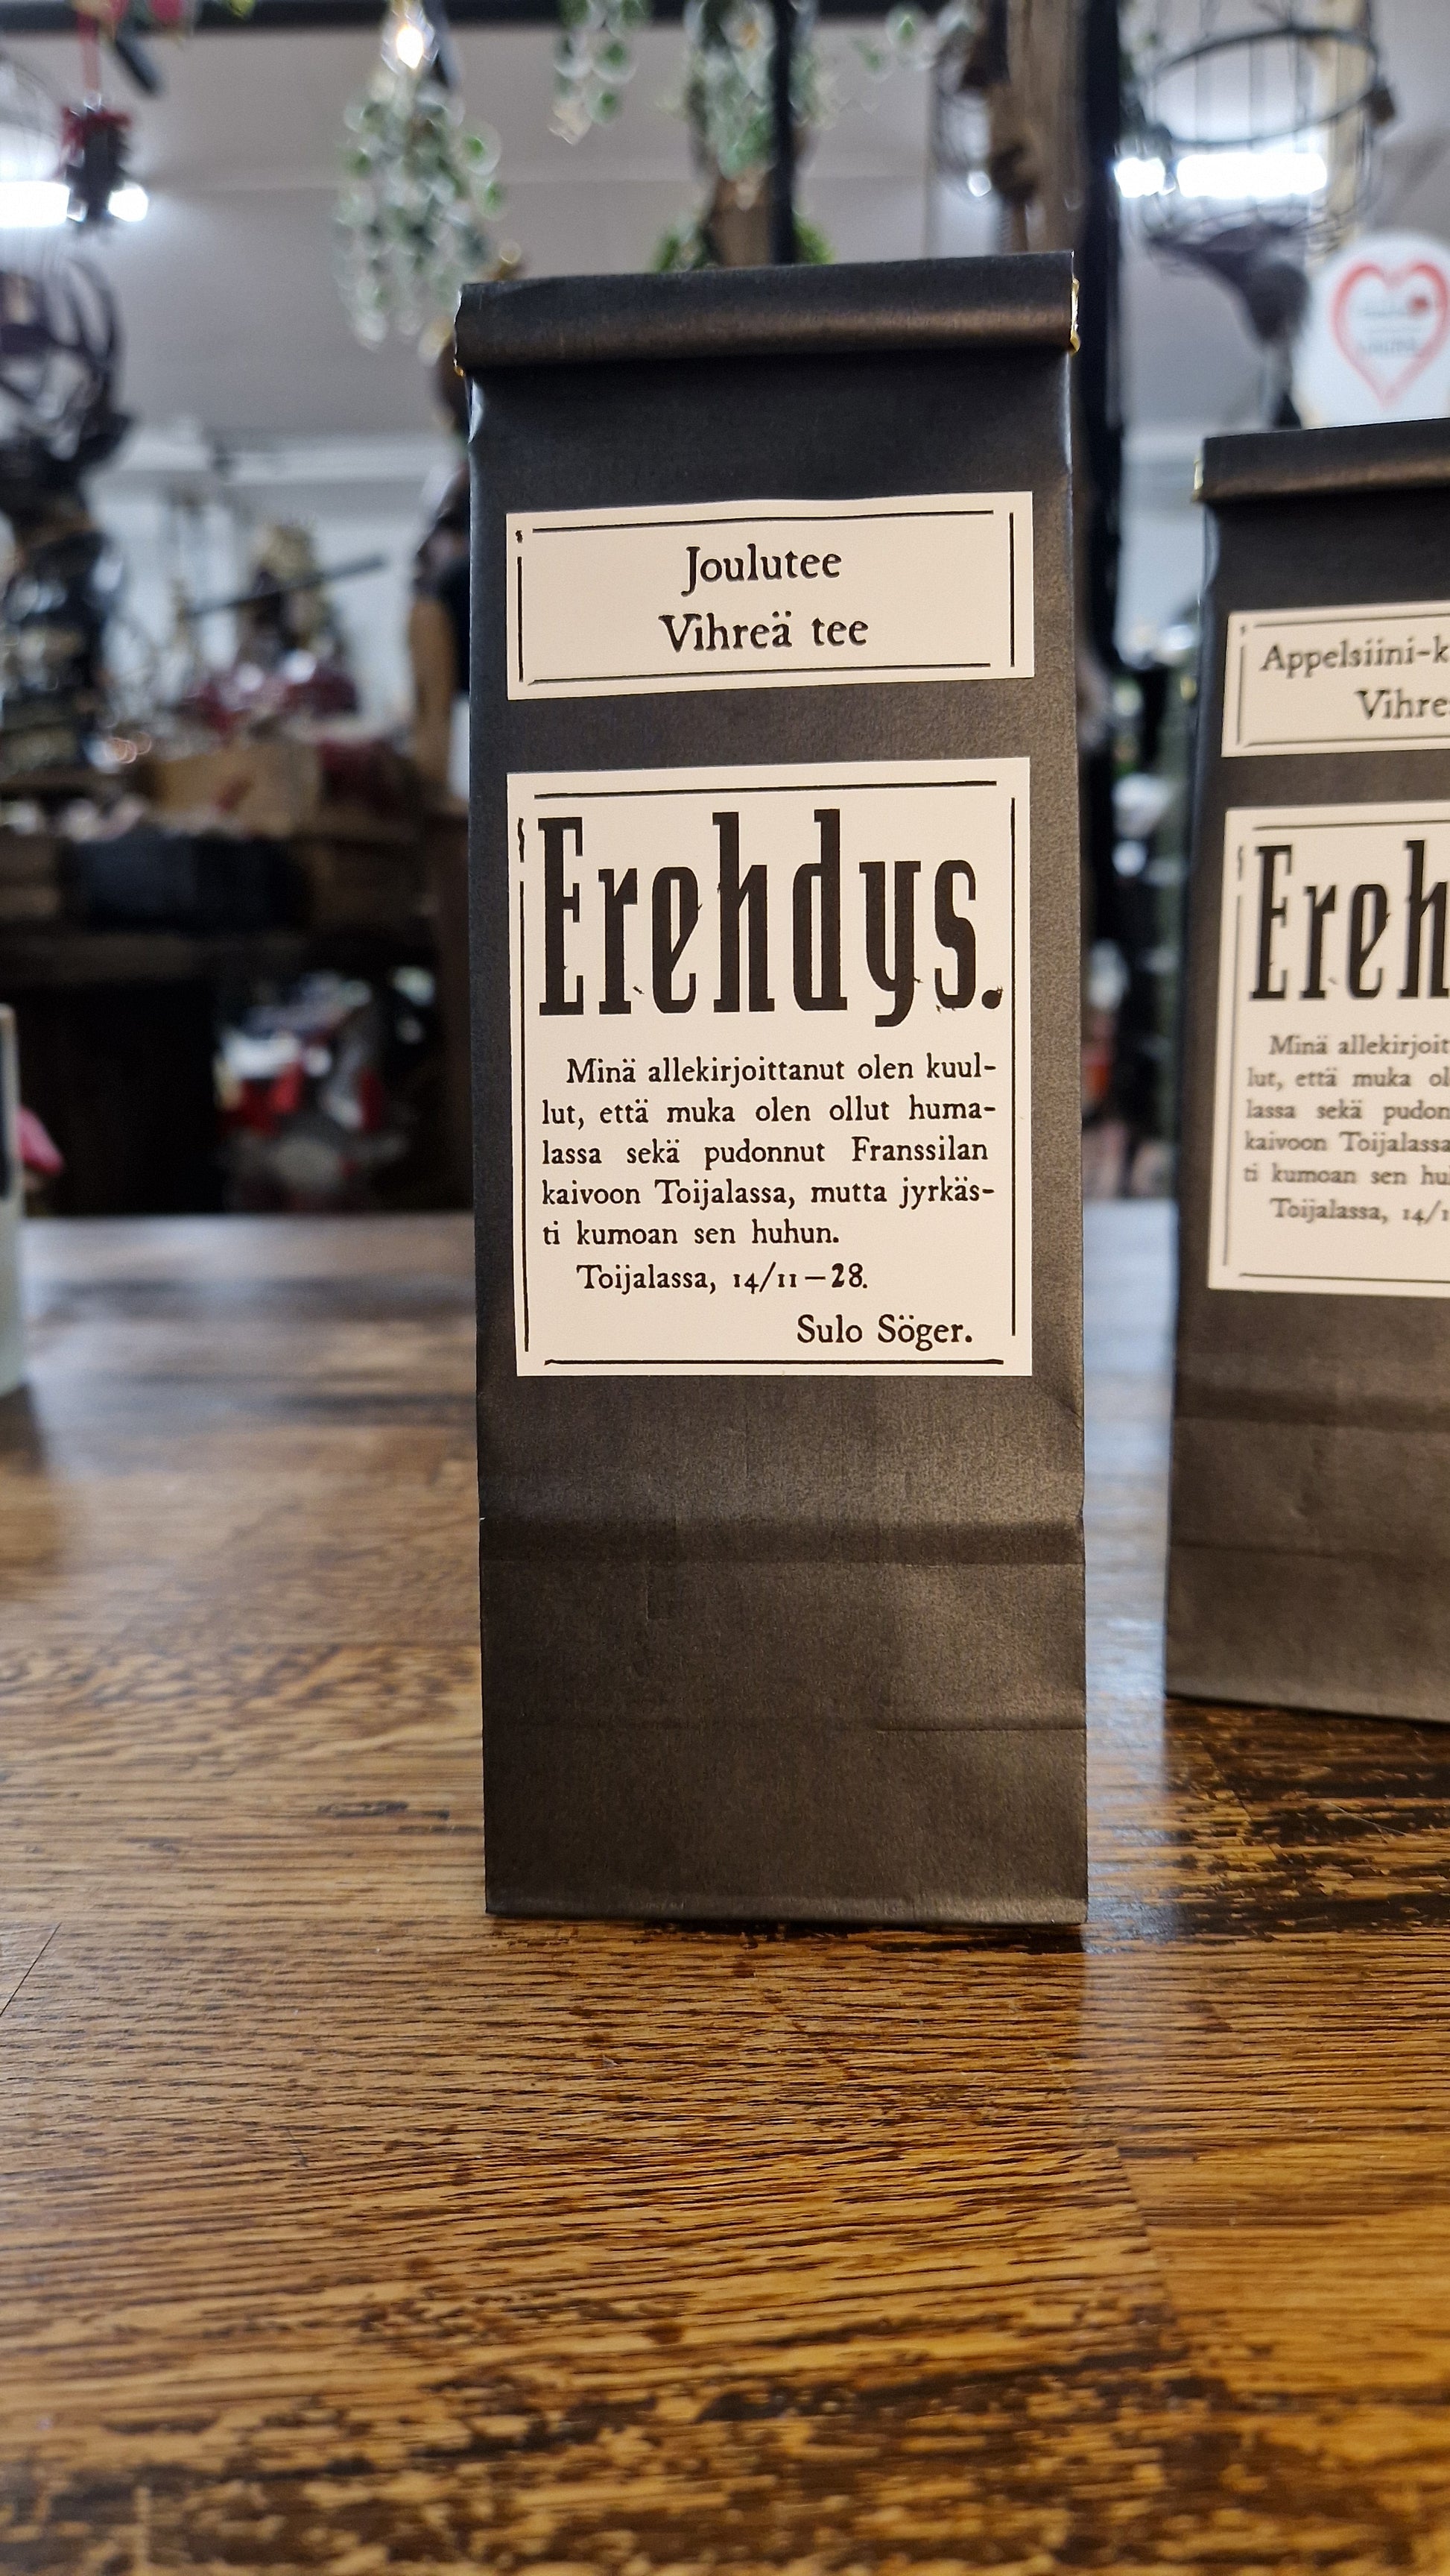 Joulutee
Vihreä tee
Erehdys.
Minä allekirjoittanut olen kuul-
lut, että muka olen ollut huma-
lassa sekä pudonnut Franssilan
kaivoon Toijalassa, mutta jyrkäs-
ti kumoan sen huhun.
Toijalassa, 14/11–28.
Sulo Söger.
Appelsiini-k
Vihre
Ereh
Minä allekirjoit
lut, että muka ol
lassa sekä pudon
kaivoon Toijalassa
ti kumoan sen hu
Toijalassa, 14/1